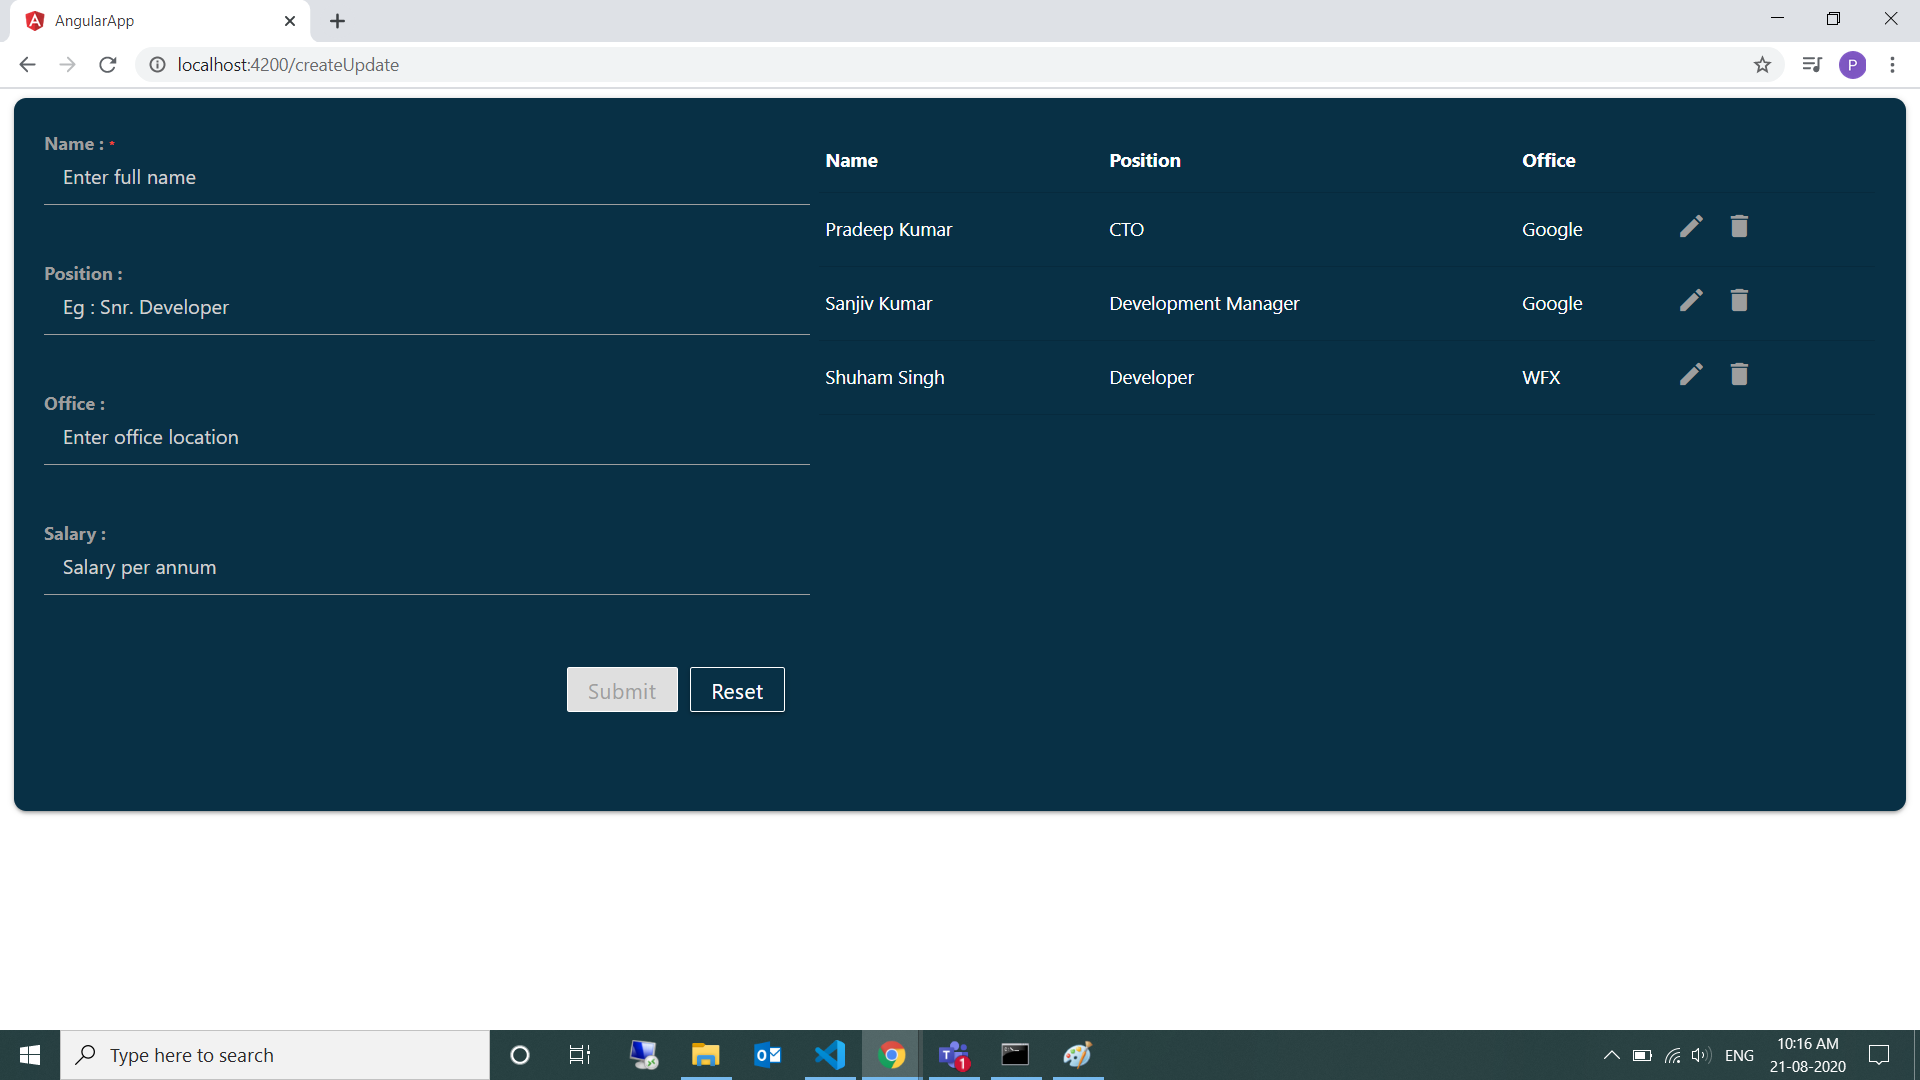 AngularApp
localhost:4200/createUpdate
P
Name : *
Enter full name
Position :
Eg : Snr. Developer
Office :
Enter office location
Salary :
Salary per annum
Submit Reset
Name Position Office
Pradeep Kumar CTO Google
Sanjiv Kumar Development Manager Google
Shuham Singh Developer WFX
Type here to search
1
ENG
10:16 AM
21-08-2020